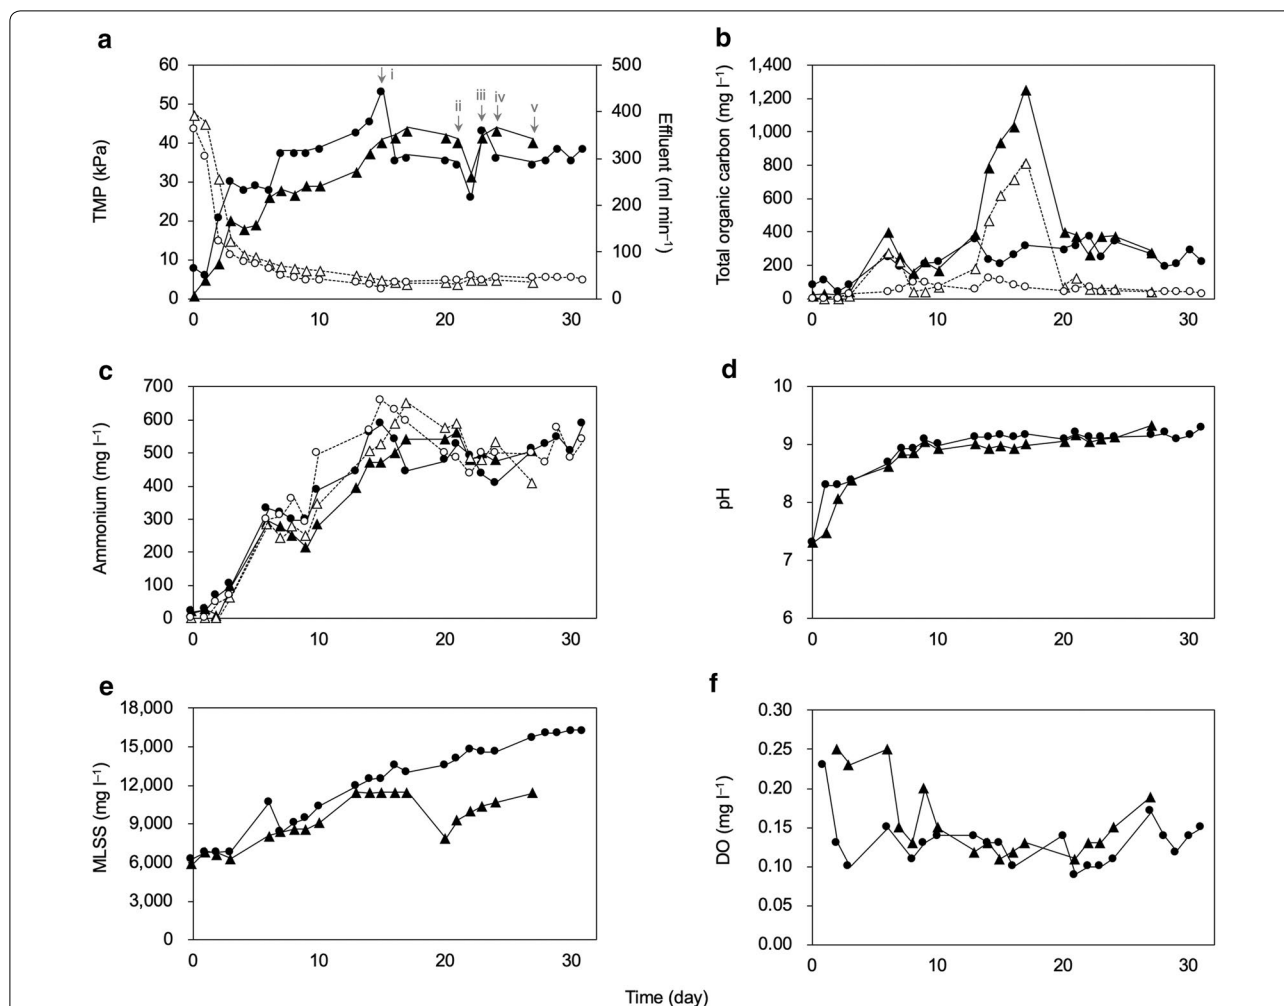 a
TMP (kPa)
60
50
40
30
20
10
0
500
400
300
200
100
0
Effluent (ml min⁻¹)
i
ii
iii
iv
v
0 10 20 30
b
Total organic carbon (mg l⁻¹)
1,400
1,200
1,000
800
600
400
200
0
0 10 20 30
c
Ammonium (mg l⁻¹)
700
600
500
400
300
200
100
0
0 10 20 30
d
pH
10
9
8
7
6
0 10 20 30
e
MLSS (mg l⁻¹)
18,000
15,000
12,000
9,000
6,000
3,000
0
0 10 20 30
f
DO (mg l⁻¹)
0.30
0.25
0.20
0.15
0.10
0.05
0.00
0 10 20 30
Time (day)